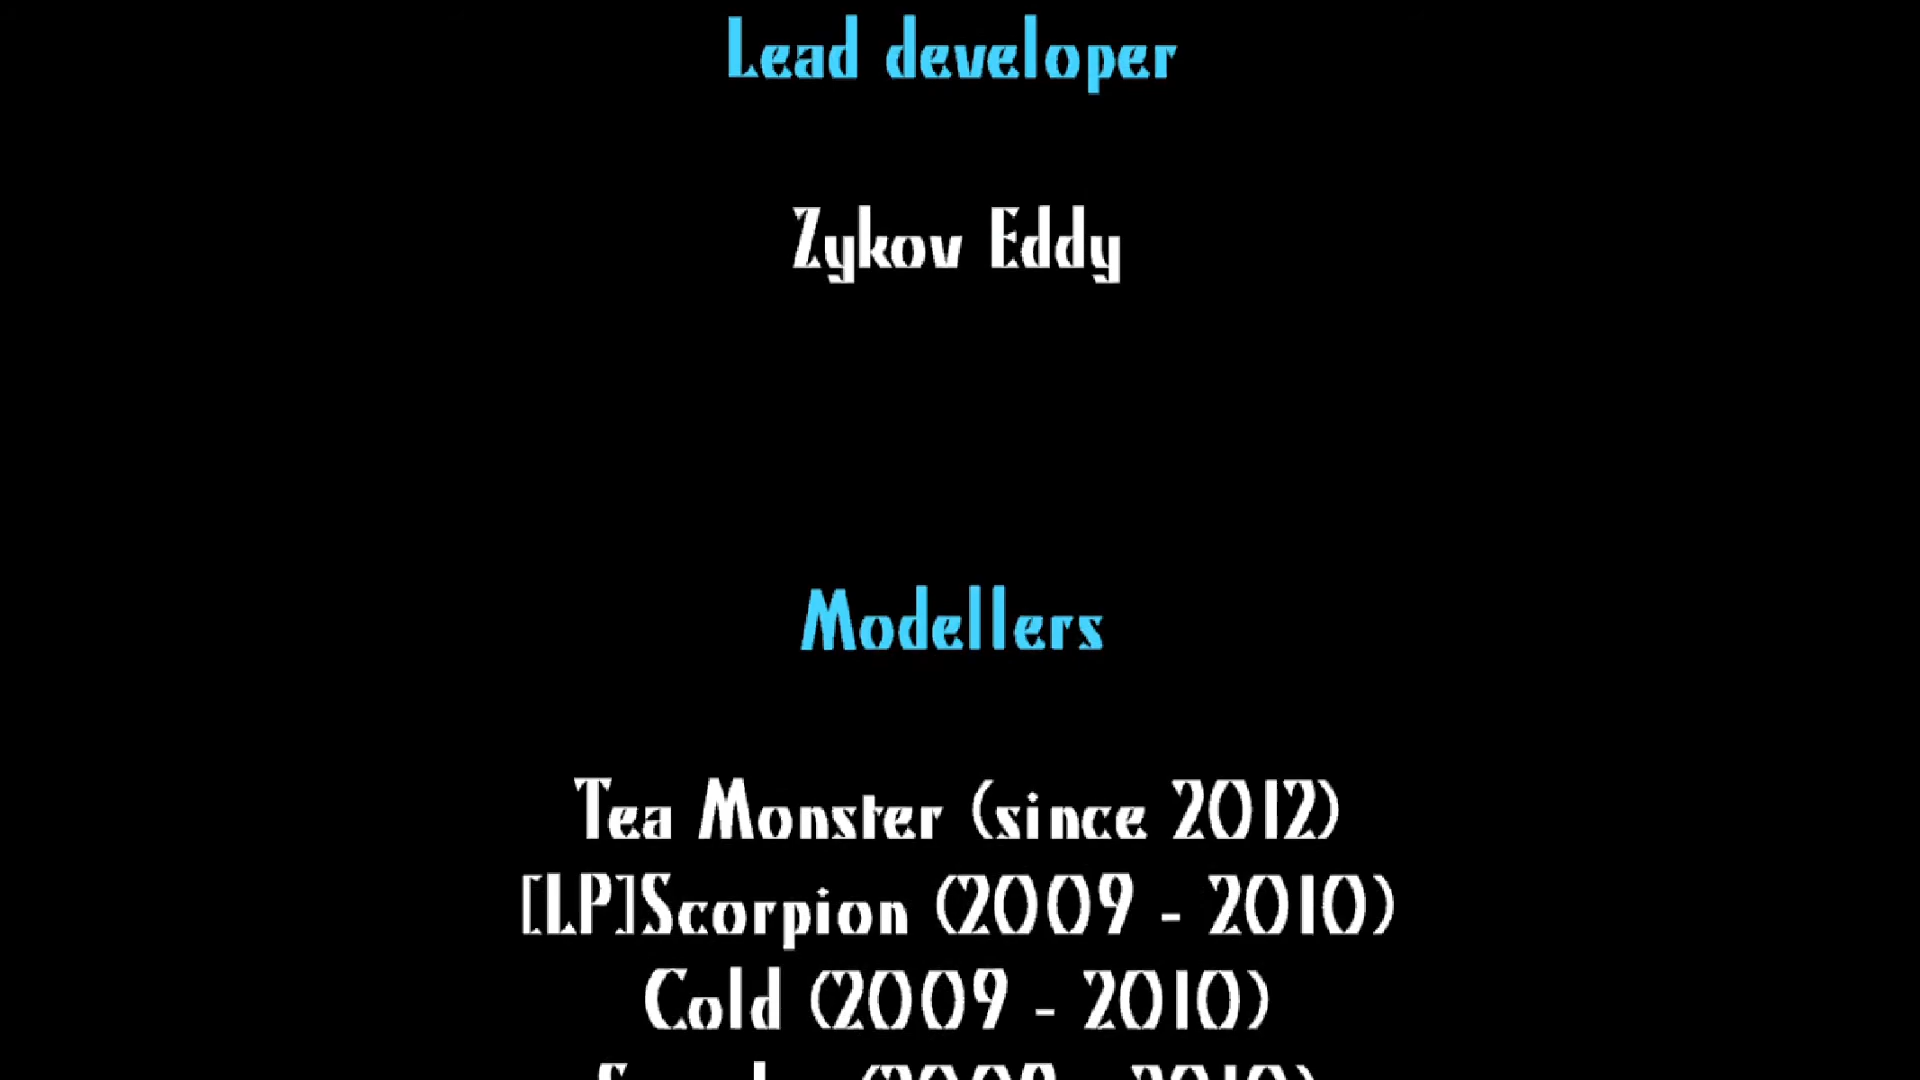 Lead developer
Zykov Eddy
Modellers
Tea Monster (since 2012)
[LP]Scorpion (2009 - 2010)
Cold (2009 - 2010)